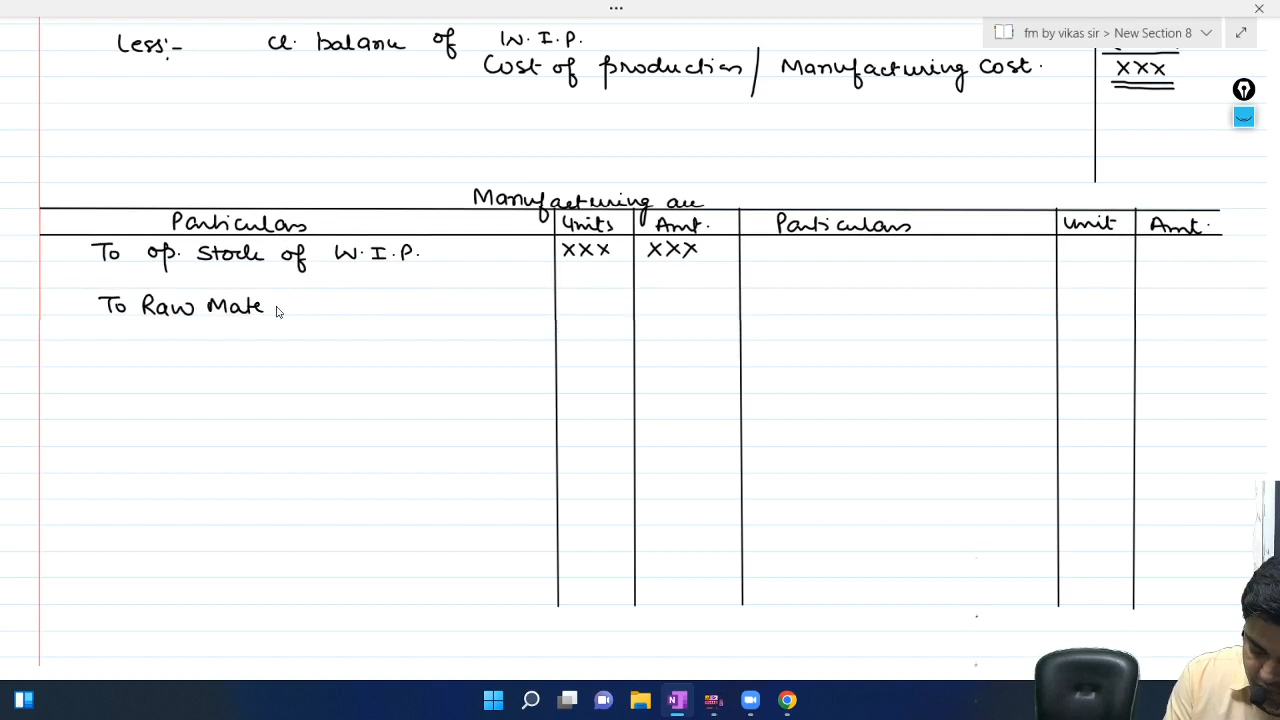 ...
Less:- cl. balance of W.I.P.
fm by vikas sir > New Section 8
Cost of production / Manufacturing cost. XXX
Manufacturing acc
Particulars Units Amt. Particulars Unit Amt.
To op. Stock of W.I.P. XXX XXX
To Raw Mate